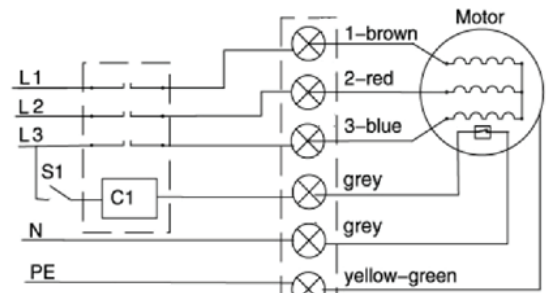 Motor
1-brown
L1
2-red
L2
3-blue
L3
S1
C1
grey
N
grey
PE
yellow-green